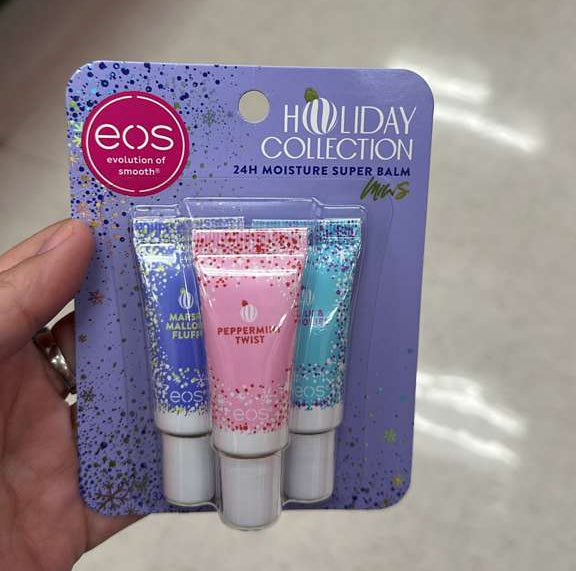 eos
evolution of
smooth®
HOLIDAY
COLLECTION
24H MOISTURE SUPER BALM
minis
MARSH
MALLOW
FLUFF
eos
PEPPERMINT
TWIST
eos
&
eos